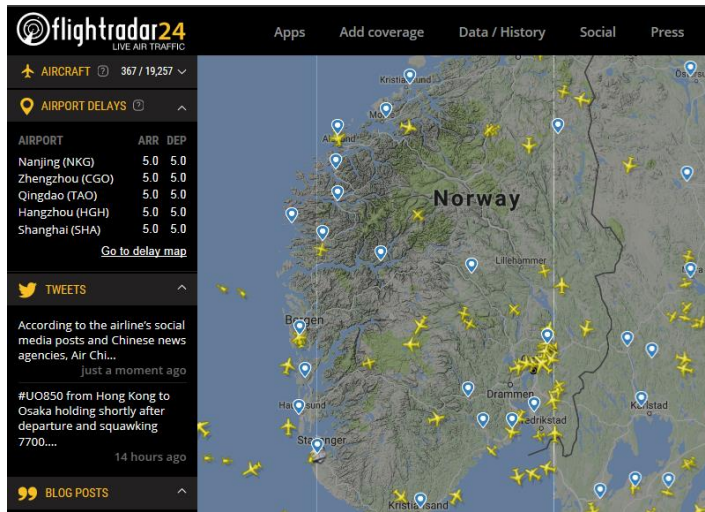 flightradar24
LIVE AIR TRAFFIC
Apps Add coverage Data / History Social Press
AIRCRAFT ? 367 / 19,257
AIRPORT DELAYS ?
AIRPORT ARR DEP
Nanjing (NKG) 5.0 5.0
Zhengzhou (CGO) 5.0 5.0
Qingdao (TAO) 5.0 5.0
Hangzhou (HGH) 5.0 5.0
Shanghai (SHA) 5.0 5.0
Go to delay map
TWEETS
According to the airline's social
media posts and Chinese news
agencies, Air Chi...
just a moment ago
#UO850 from Hong Kong to
Osaka holding shortly after
departure and squawking
7700....
14 hours ago
BLOG POSTS
Norway
Lillehammer
Bergen
Drammen